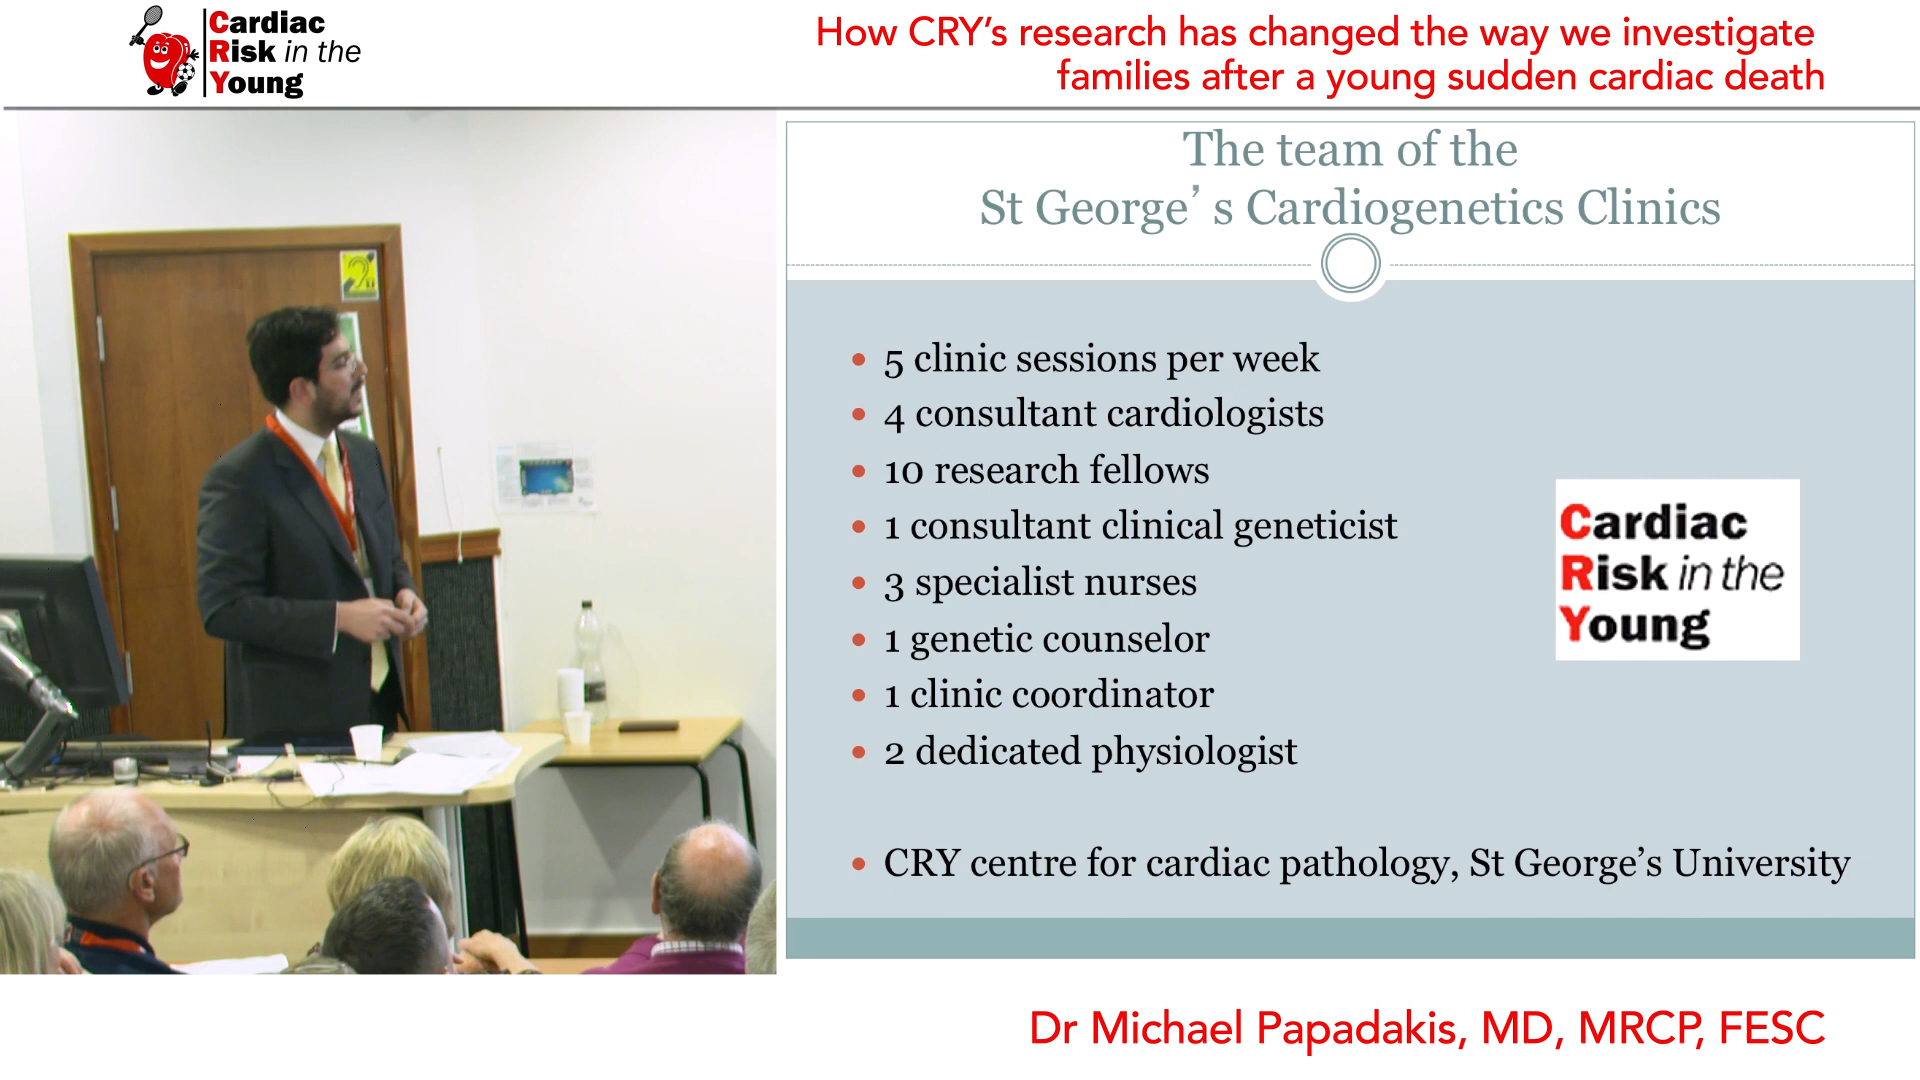 Cardiac
Risk in the
Young
How CRY's research has changed the way we investigate
families after a young sudden cardiac death
The team of the
St George's Cardiogenetics Clinics
5 clinic sessions per week
4 consultant cardiologists
10 research fellows
1 consultant clinical geneticist
3 specialist nurses
1 genetic counselor
1 clinic coordinator
2 dedicated physiologist
CRY centre for cardiac pathology, St George's University
Cardiac
Risk in the
Young
Dr Michael Papadakis, MD, MRCP, FESC